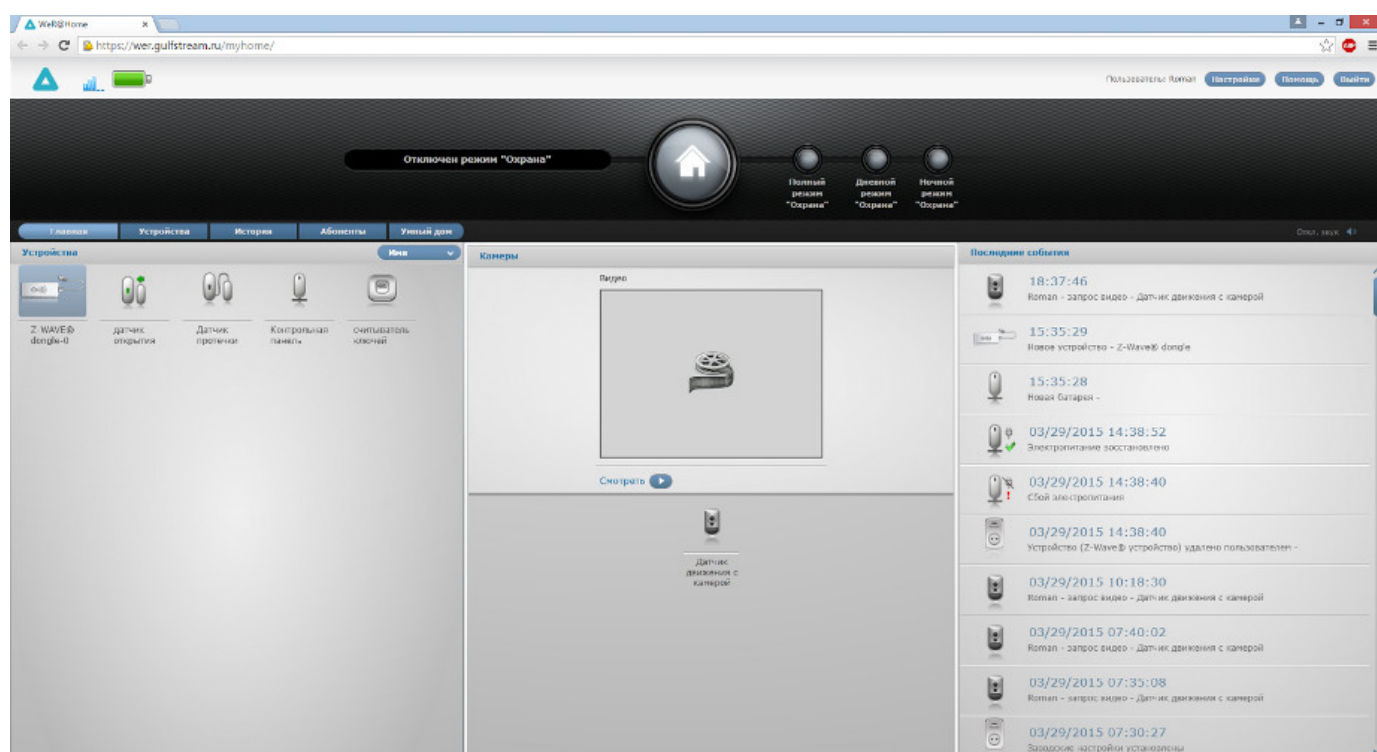 WeR@Home
https://wer.gulfstream.ru/myhome/
Пользователь: Roman
Настройки
Помощь
Выйти
Отключен режим "Охрана"
Полный
режим
"Охрана"
Дневной
режим
"Охрана"
Ночной
режим
"Охрана"
Главная
Устройства
История
Абоненты
Умный дом
Откл. звук
Устройства
Имя
Z-WAVE®
dongle-0
датчик
открытия
Датчик
протечки
Контрольная
панель
считыватель
ключей
Камеры
Видео
Смотреть
Датчик
движения с
камерой
Последние события
18:37:46
Roman - запрос видео - Датчик движения с камерой
15:35:29
Новое устройство - Z-Wave® dongle
15:35:28
Новая батарея -
03/29/2015 14:38:52
Электропитание восстановлено
03/29/2015 14:38:40
Сбой электропитания
03/29/2015 14:38:40
Устройство (Z-Wave® устройство) удалено пользователем -
03/29/2015 10:18:30
Roman - запрос видео - Датчик движения с камерой
03/29/2015 07:40:02
Roman - запрос видео - Датчик движения с камерой
03/29/2015 07:35:08
Roman - запрос видео - Датчик движения с камерой
03/29/2015 07:30:27
Заводские настройки установлены